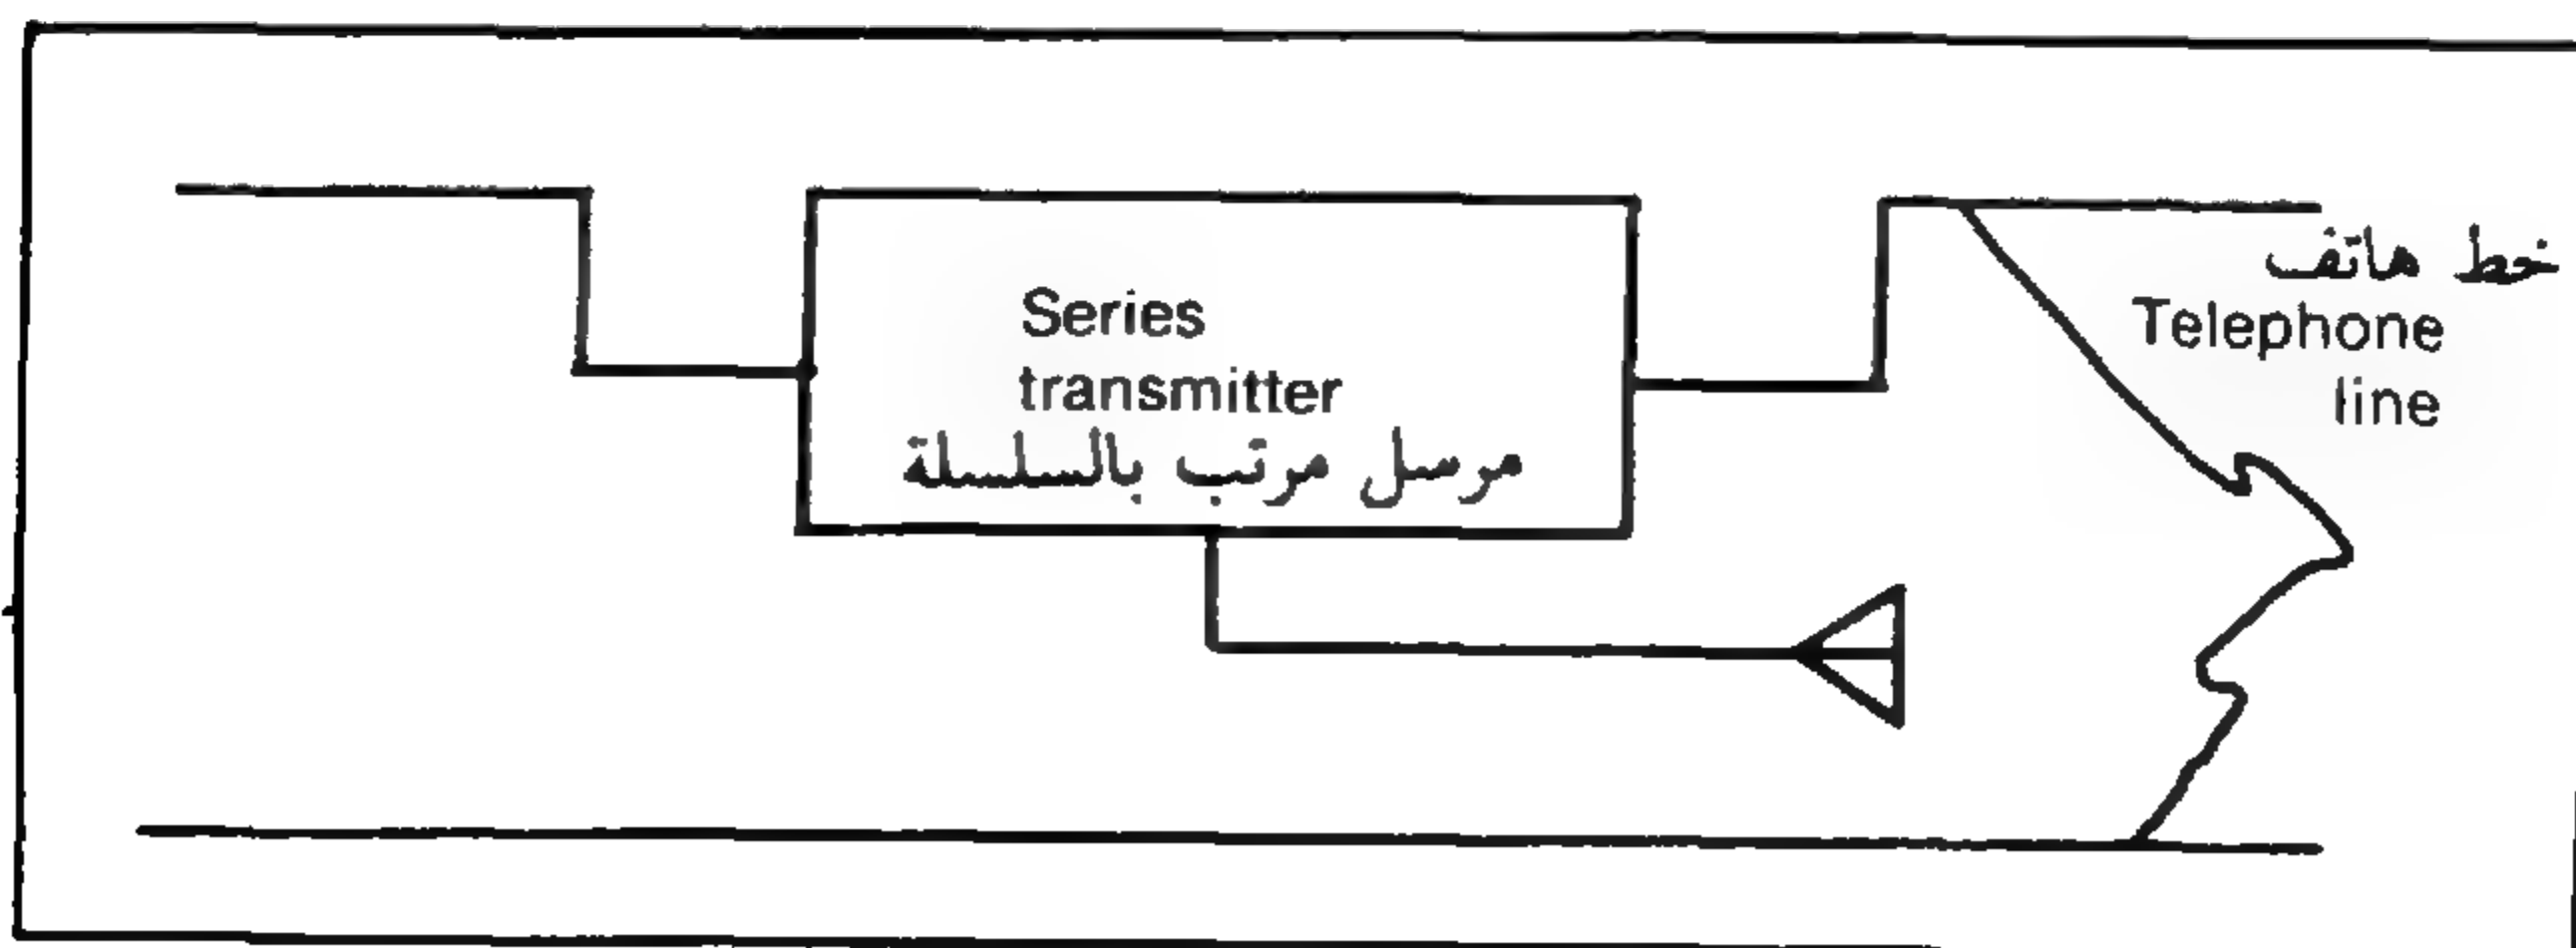 Series
transmitter
مرسل مرتب بالسلسلة
خط هاتف
Telephone
line